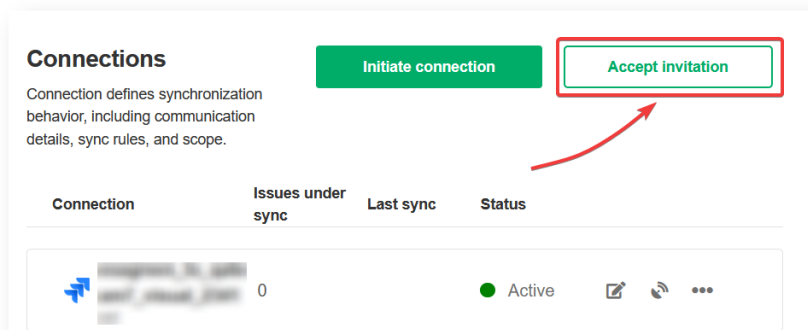 Connections
Initiate connection
Accept invitation
Connection defines synchronization
behavior, including communication
details, sync rules, and scope.
Connection
Issues under
sync
Last sync
Status
0
Active